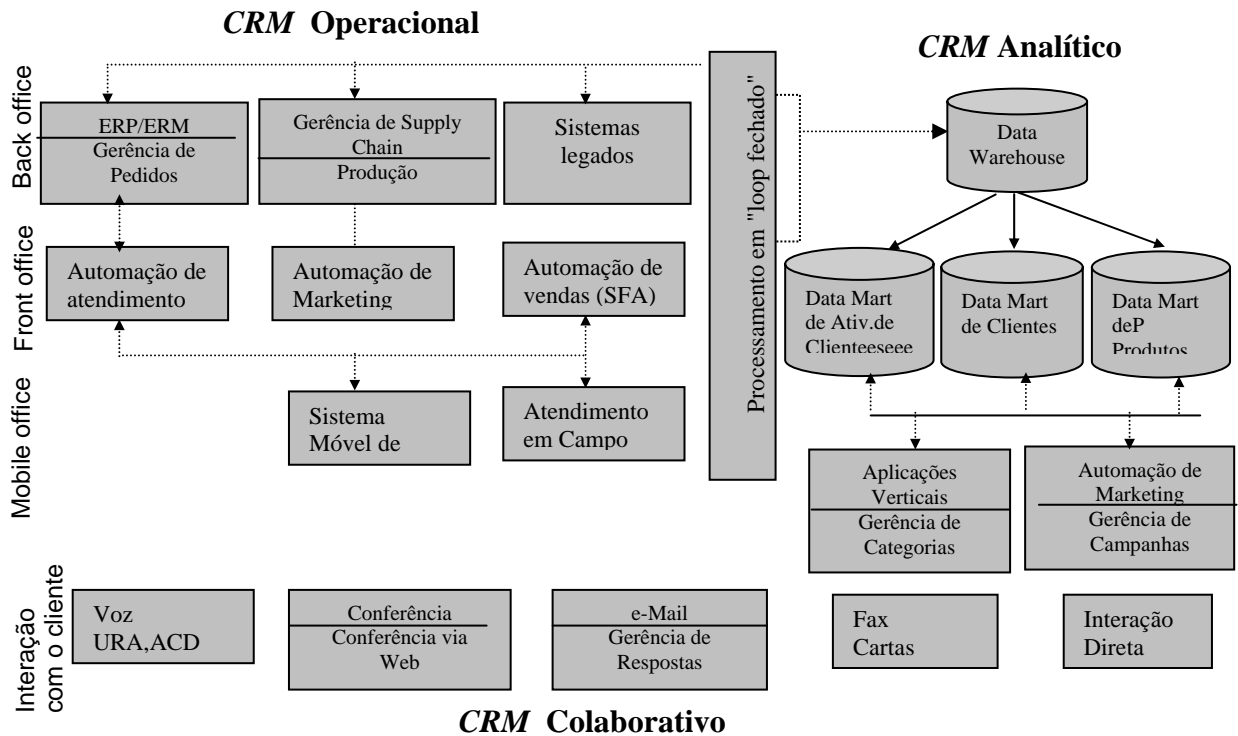 CRM Operacional
CRM Analítico
Back office
ERP/ERM
Gerência de
Pedidos
Gerência de Supply
Chain
Produção
Sistemas
legados
Processamento em "loop fechado"
Data
Warehouse
Front office
Automação de
atendimento
Automação de
Marketing
Automação de
vendas (SFA)
Data Mart
de Ativ.de
Clienteeseee
Data Mart
de Clientes
Data Mart
deP
Produtos
Mobile office
Sistema
Móvel de
Atendimento
em Campo
Aplicações
Verticais
Gerência de
Categorias
Automação de
Marketing
Gerência de
Campanhas
Interação
com o cliente
Voz
URA,ACD
Conferência
Conferência via
Web
e-Mail
Gerência de
Respostas
Fax
Cartas
Interação
Direta
CRM Colaborativo